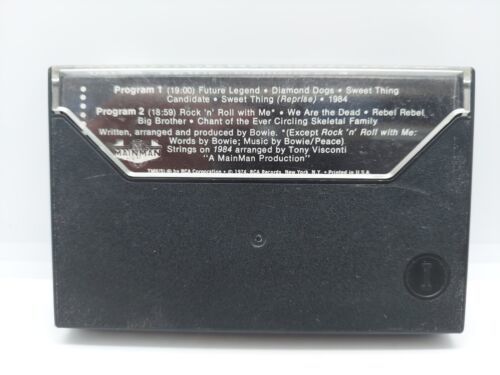 Program 1 (19:00) Future Legend • Diamond Dogs • Sweet Thing
Candidate • Sweet Thing (Reprise) • 1984
Program 2 (18:59) Rock 'n' Roll with Me* • We Are the Dead • Rebel Rebel
Big Brother • Chant of the Ever Circling Skeletal Family
Written, arranged and produced by Bowie. *(Except Rock 'n' Roll with Me:
Words by Bowie; Music by Bowie/Peace)
Strings on 1984 arranged by Tony Visconti
"A MainMan Production"
MAINMAN
by RCA Corporation • © 1974, RCA Records, New York, N.Y. • Printed in U.S.A.
I